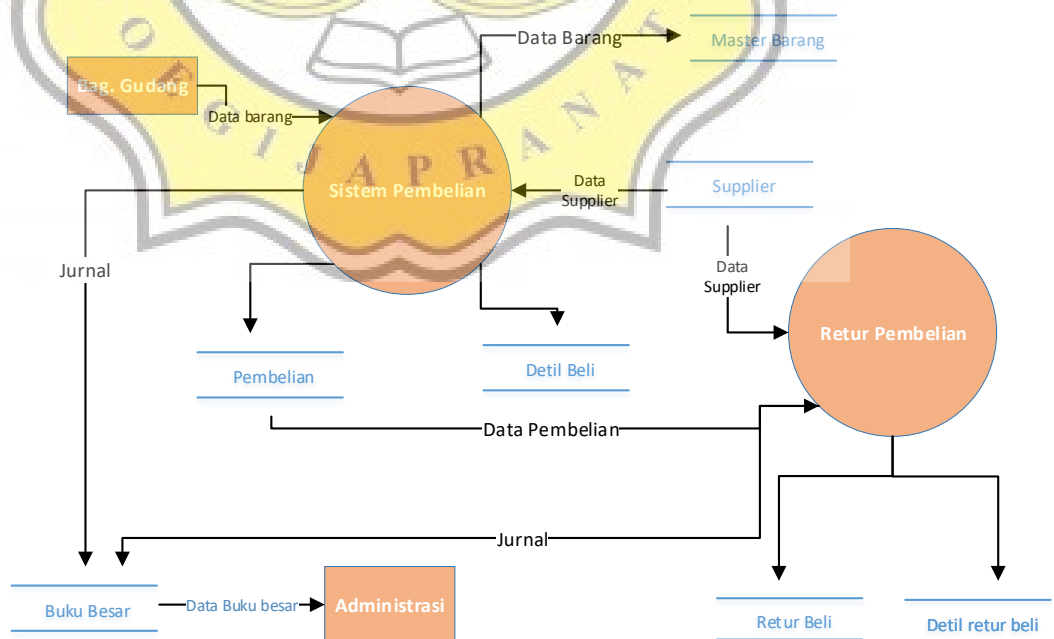 Data Barang
Master Barang
Bag. Gudang
Data barang
O F G I J A P R A N A T
Sistem Pembelian
Data
Supplier
Supplier
Jurnal
Data
Supplier
Retur Pembelian
Detil Beli
Pembelian
Data Pembelian
Jurnal
Buku Besar
Data Buku besar
Administrasi
Retur Beli
Detil retur beli